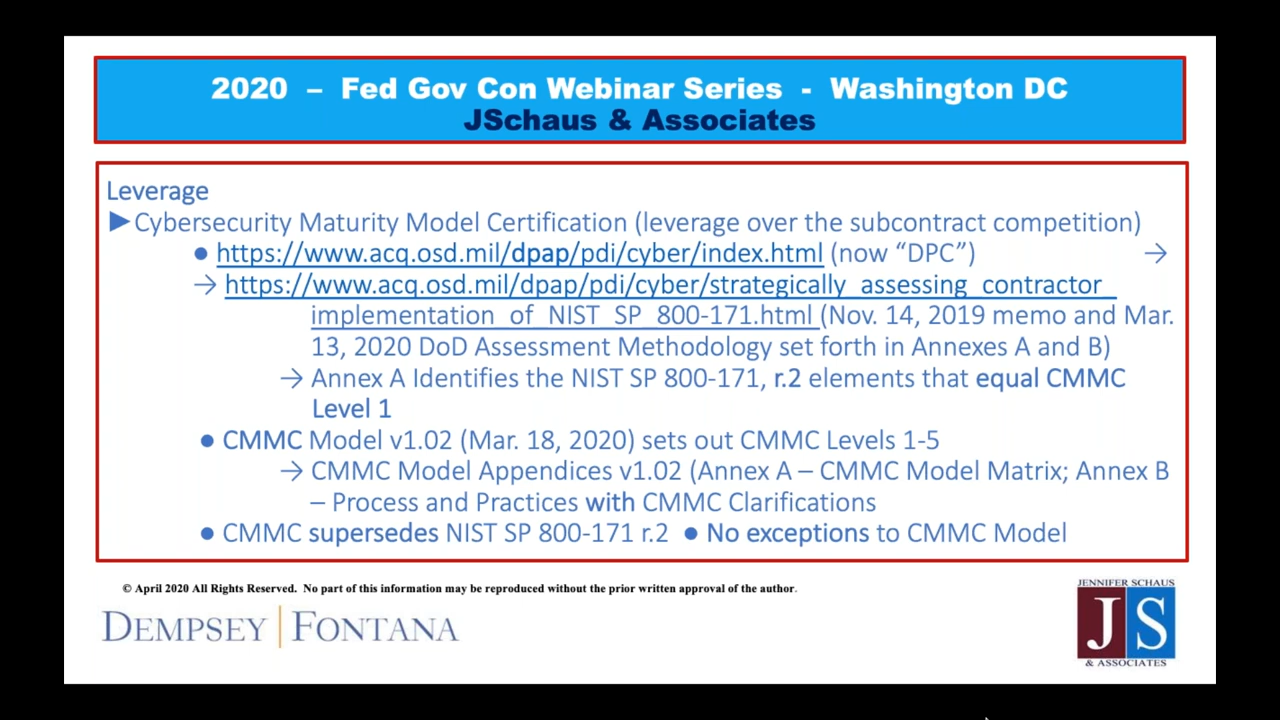 2020 – Fed Gov Con Webinar Series - Washington DC
JSchaus & Associates
Leverage
►Cybersecurity Maturity Model Certification (leverage over the subcontract competition)
● https://www.acq.osd.mil/dpap/pdi/cyber/index.html (now “DPC”) →
→ https://www.acq.osd.mil/dpap/pdi/cyber/strategically_assessing_contractor_
implementation_of_NIST_SP_800-171.html (Nov. 14, 2019 memo and Mar.
13, 2020 DoD Assessment Methodology set forth in Annexes A and B)
→ Annex A Identifies the NIST SP 800-171, r.2 elements that equal CMMC
Level 1
● CMMC Model v1.02 (Mar. 18, 2020) sets out CMMC Levels 1-5
→ CMMC Model Appendices v1.02 (Annex A – CMMC Model Matrix; Annex B
– Process and Practices with CMMC Clarifications
● CMMC supersedes NIST SP 800-171 r.2 ● No exceptions to CMMC Model
© April 2020 All Rights Reserved. No part of this information may be reproduced without the prior written approval of the author.
DEMPSEY FONTANA
JENNIFER SCHAUS
JS
& ASSOCIATES